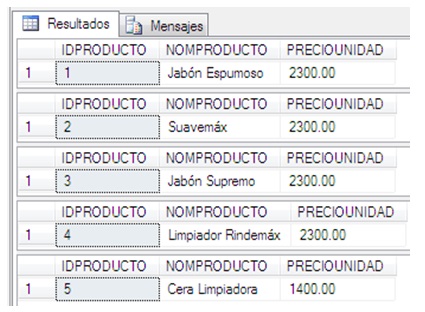 Resultados Mensajes
IDPRODUCTO NOMPRODUCTO PRECIOUNIDAD
1 1 Jabón Espumoso 2300.00
IDPRODUCTO NOMPRODUCTO PRECIOUNIDAD
1 2 Suavemáx 2300.00
IDPRODUCTO NOMPRODUCTO PRECIOUNIDAD
1 3 Jabón Supremo 2300.00
IDPRODUCTO NOMPRODUCTO PRECIOUNIDAD
1 4 Limpiador Rindemáx 2300.00
IDPRODUCTO NOMPRODUCTO PRECIOUNIDAD
1 5 Cera Limpiadora 1400.00